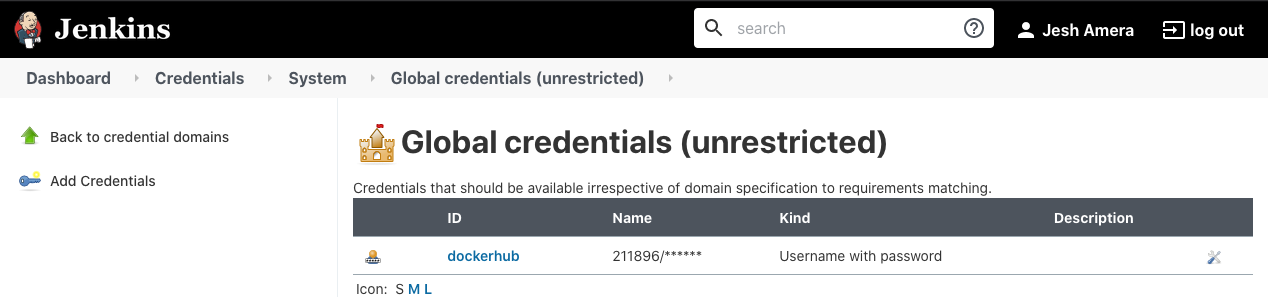 Jenkins search Jesh Amera log out
Dashboard Credentials System Global credentials (unrestricted)
Back to credential domains
Add Credentials
Global credentials (unrestricted)
Credentials that should be available irrespective of domain specification to requirements matching.
ID Name Kind Description
dockerhub 211896/****** Username with password
Icon: S M L